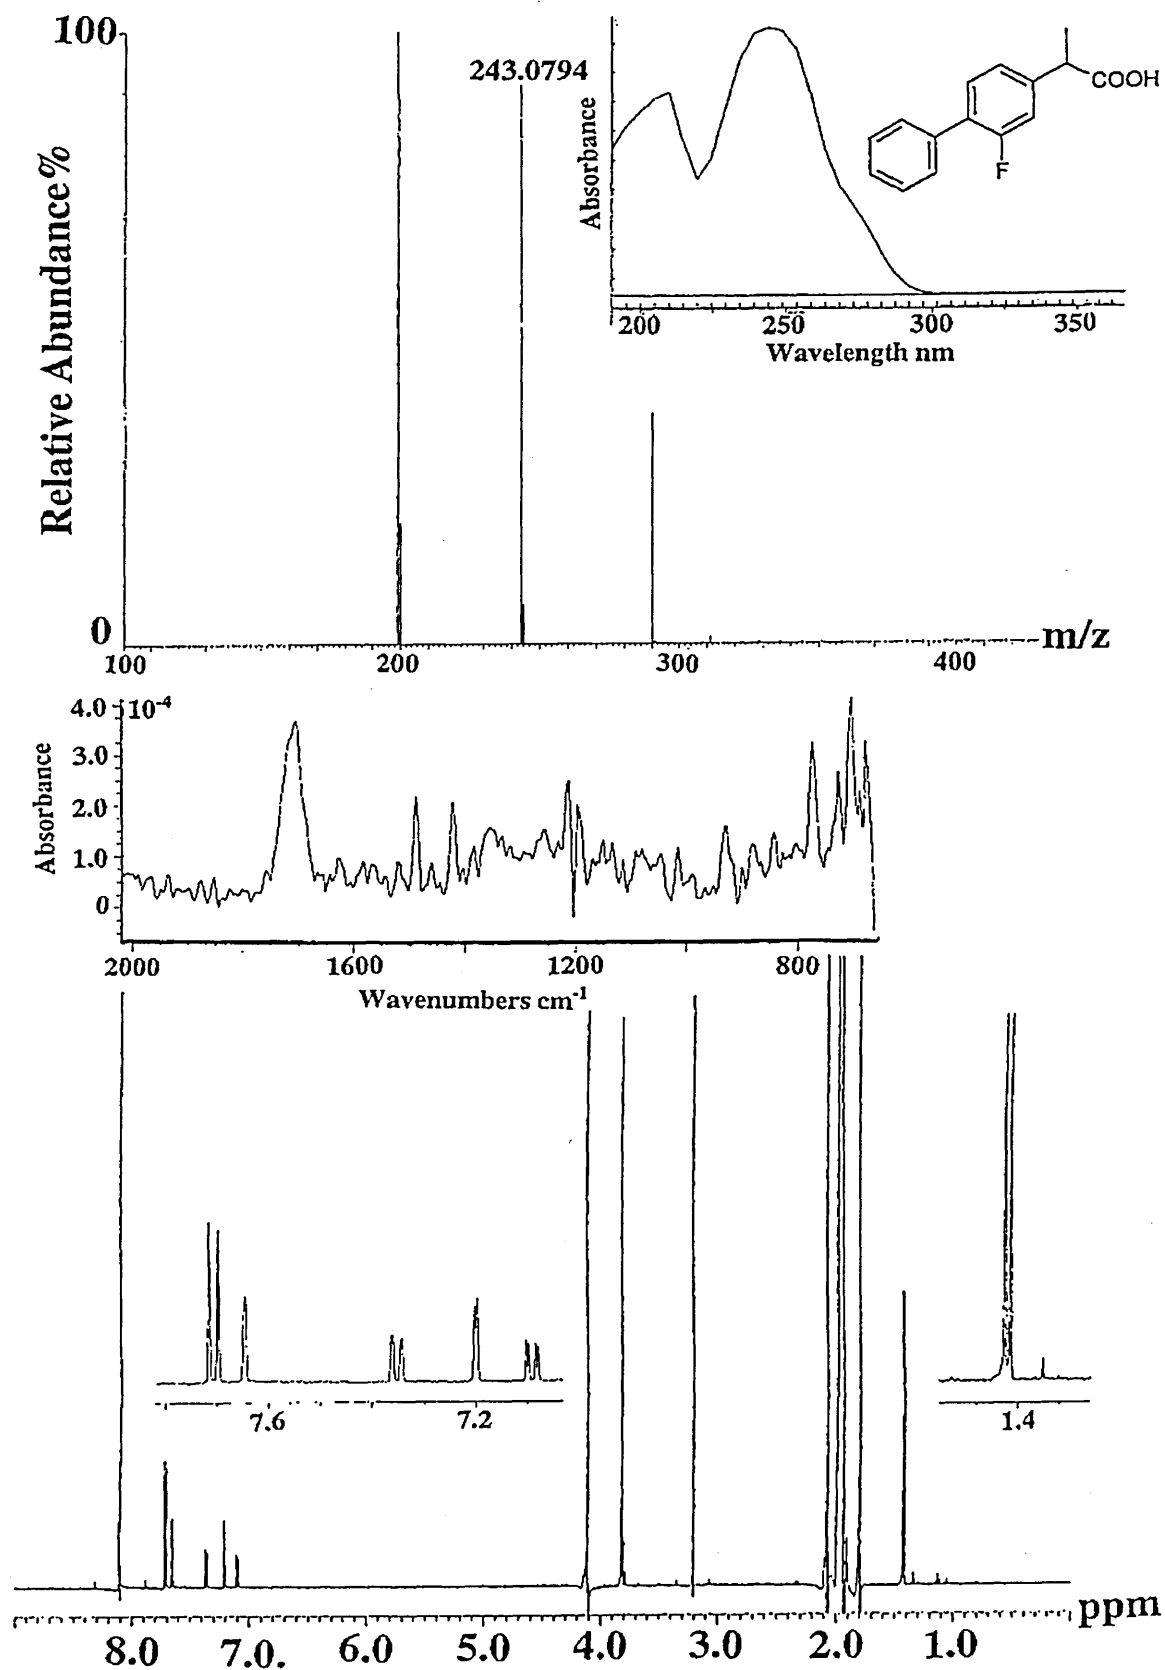 100
243.0794
Relative Abundance%
0
100 200 300 400
m/z
Absorbance
200 250 300 350
Wavelength nm
COOH
F
4.0 10-4
3.0
2.0
1.0
0
Absorbance
2000 1600 1200 800
Wavenumbers cm-1
7.6 7.2
1.4
8.0 7.0. 6.0 5.0 4.0 3.0 2.0 1.0
ppm